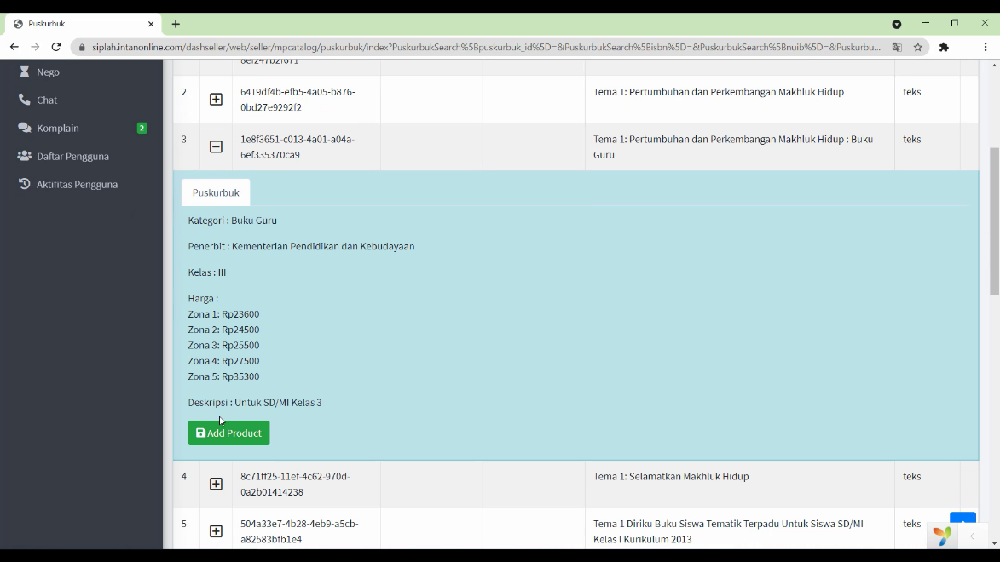 Puskurbuk
siplah.intanonline.com/dashseller/web/seller/mpcatalog/puskurbuk/index?PuskurbukSearch%5Bpuskurbuk_id%5D=&PuskurbukSearch%5Bisbn%5D=&PuskurbukSearch%5Bnuib%5D=&Puskurbu...
Nego
Chat
Komplain 2
Daftar Pengguna
Aktifitas Pengguna
8ef247b2f671
2 6419df4b-efb5-4a05-b876- Tema 1: Pertumbuhan dan Perkembangan Makhluk Hidup teks
0bd27e9292f2
3 1e8f3651-c013-4a01-a04a- Tema 1: Pertumbuhan dan Perkembangan Makhluk Hidup : Buku teks
6ef335370ca9 Guru
Puskurbuk
Kategori : Buku Guru
Penerbit : Kementerian Pendidikan dan Kebudayaan
Kelas : III
Harga :
Zona 1: Rp23600
Zona 2: Rp24500
Zona 3: Rp25500
Zona 4: Rp27500
Zona 5: Rp35300
Deskripsi : Untuk SD/MI Kelas 3
Add Product
4 8c71ff25-11ef-4c62-970d- Tema 1: Selamatkan Makhluk Hidup teks
0a2b01414238
5 504a33e7-4b28-4eb9-a5cb- Tema 1 Diriku Buku Siswa Tematik Terpadu Untuk Siswa SD/MI teks
a82583bfb1e4 Kelas I Kurikulum 2013